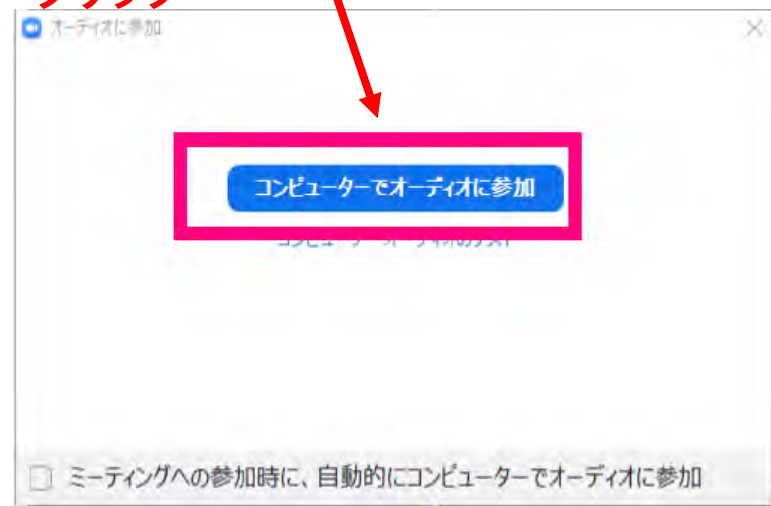 オーディオに参加
コンピューターでオーディオに参加
ミーティングへの参加時に、自動的にコンピューターでオーディオに参加